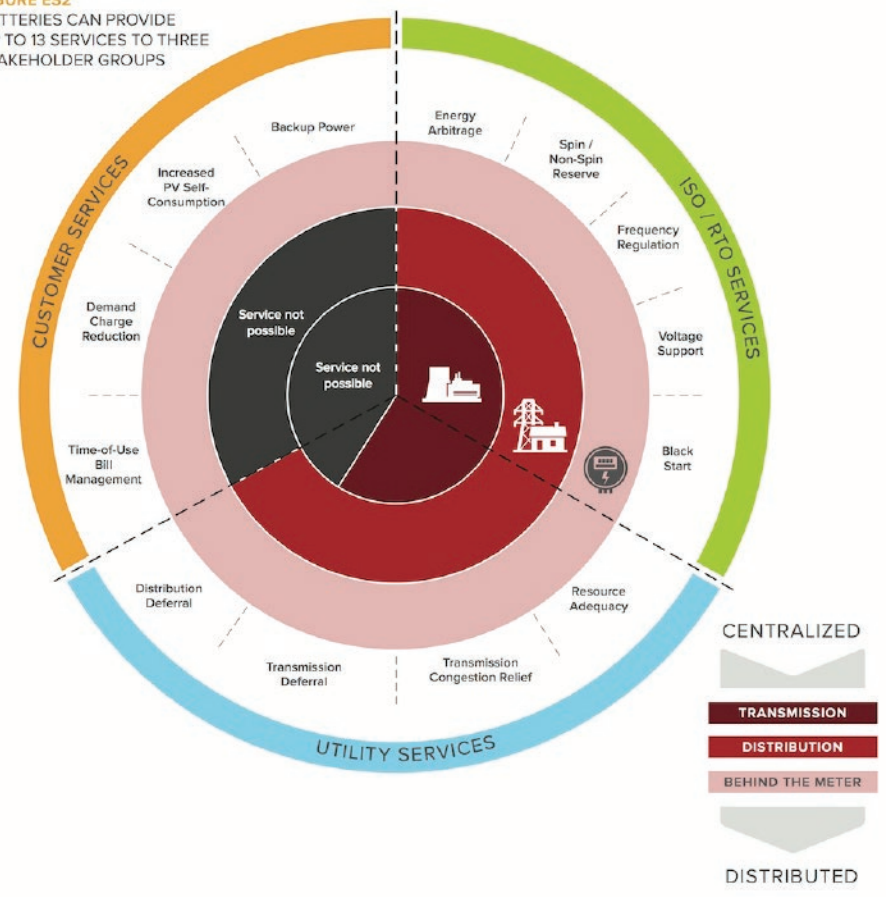 TTERIES CAN PROVIDE
TO 13 SERVICES TO THREE
AKEHOLDER GROUPS
CUSTOMER SERVICES
ISO / RTO SERVICES
UTILITY SERVICES
Backup Power
Increased
PV Self-
Consumption
Demand
Charge
Reduction
Time-of-Use
Bill
Management
Energy
Arbitrage
Spin /
Non-Spin
Reserve
Frequency
Regulation
Voltage
Support
Black
Start
Resource
Adequacy
Transmission
Congestion Relief
Transmission
Deferral
Distribution
Deferral
Service not
possible
Service not
possible
CENTRALIZED
TRANSMISSION
DISTRIBUTION
BEHIND THE METER
DISTRIBUTED